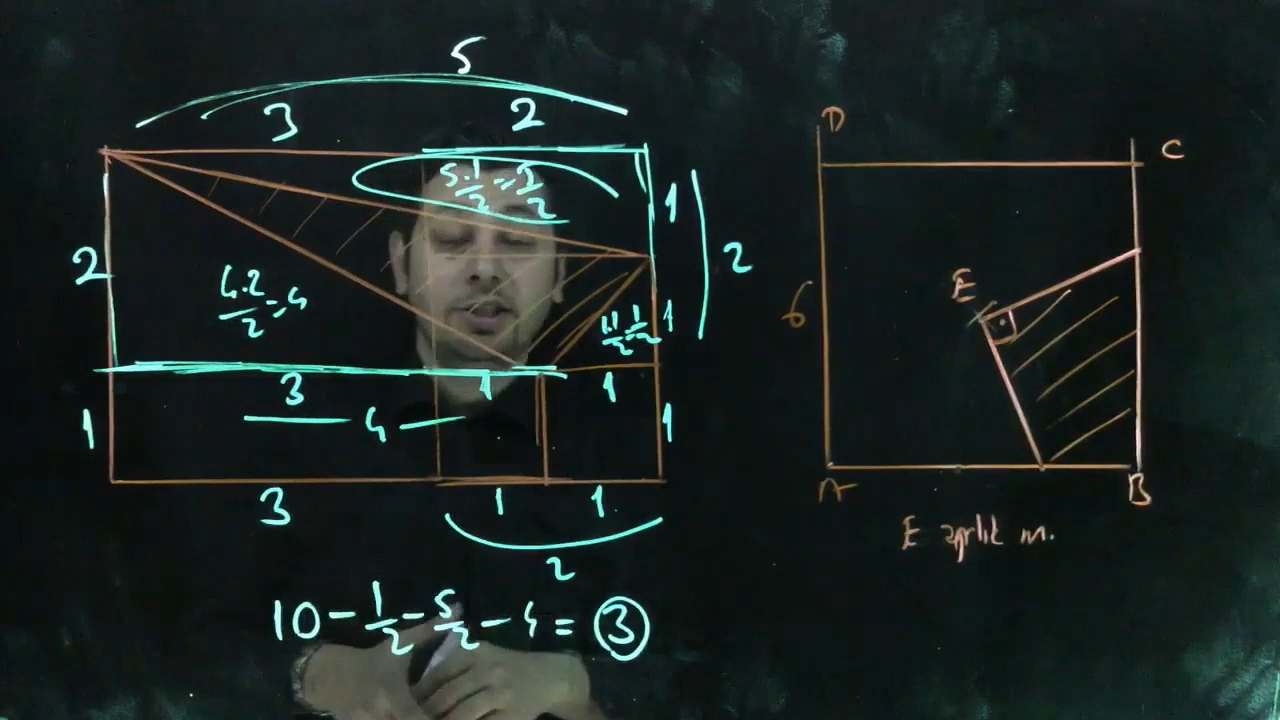 5
3 2
5.1/2=5/2
1
2
2
4.2/2=4
1.1/2=1/2
1
3 1 1
1
4
1
3
1 1
2
10-1/2-5/2-4=3
D
C
E
6
A
B